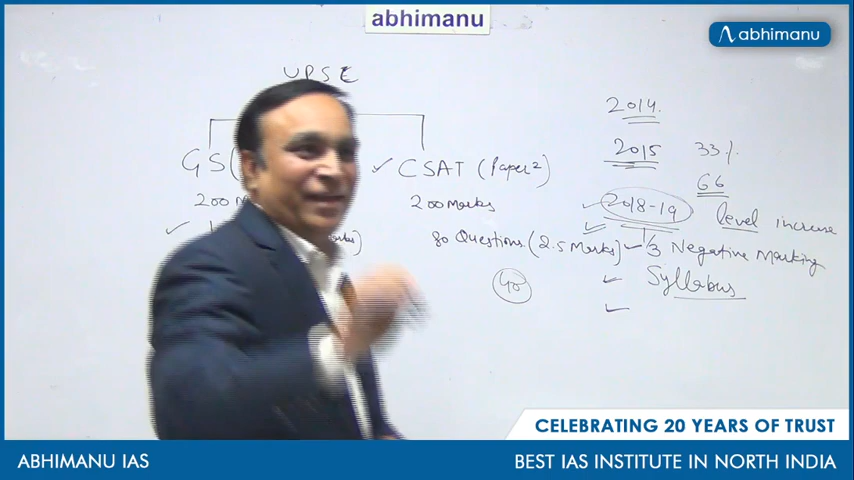 abhimanu
abhimanu
UPSC
GS(
✓ CSAT (Paper 2)
200
200 Marks
80 Questions (2.5 Marks)
40
2014.
2015 33%
66
2018-19
level increase
1/3 Negative Marking
Syllabus
CELEBRATING 20 YEARS OF TRUST
ABHIMANU IAS
BEST IAS INSTITUTE IN NORTH INDIA